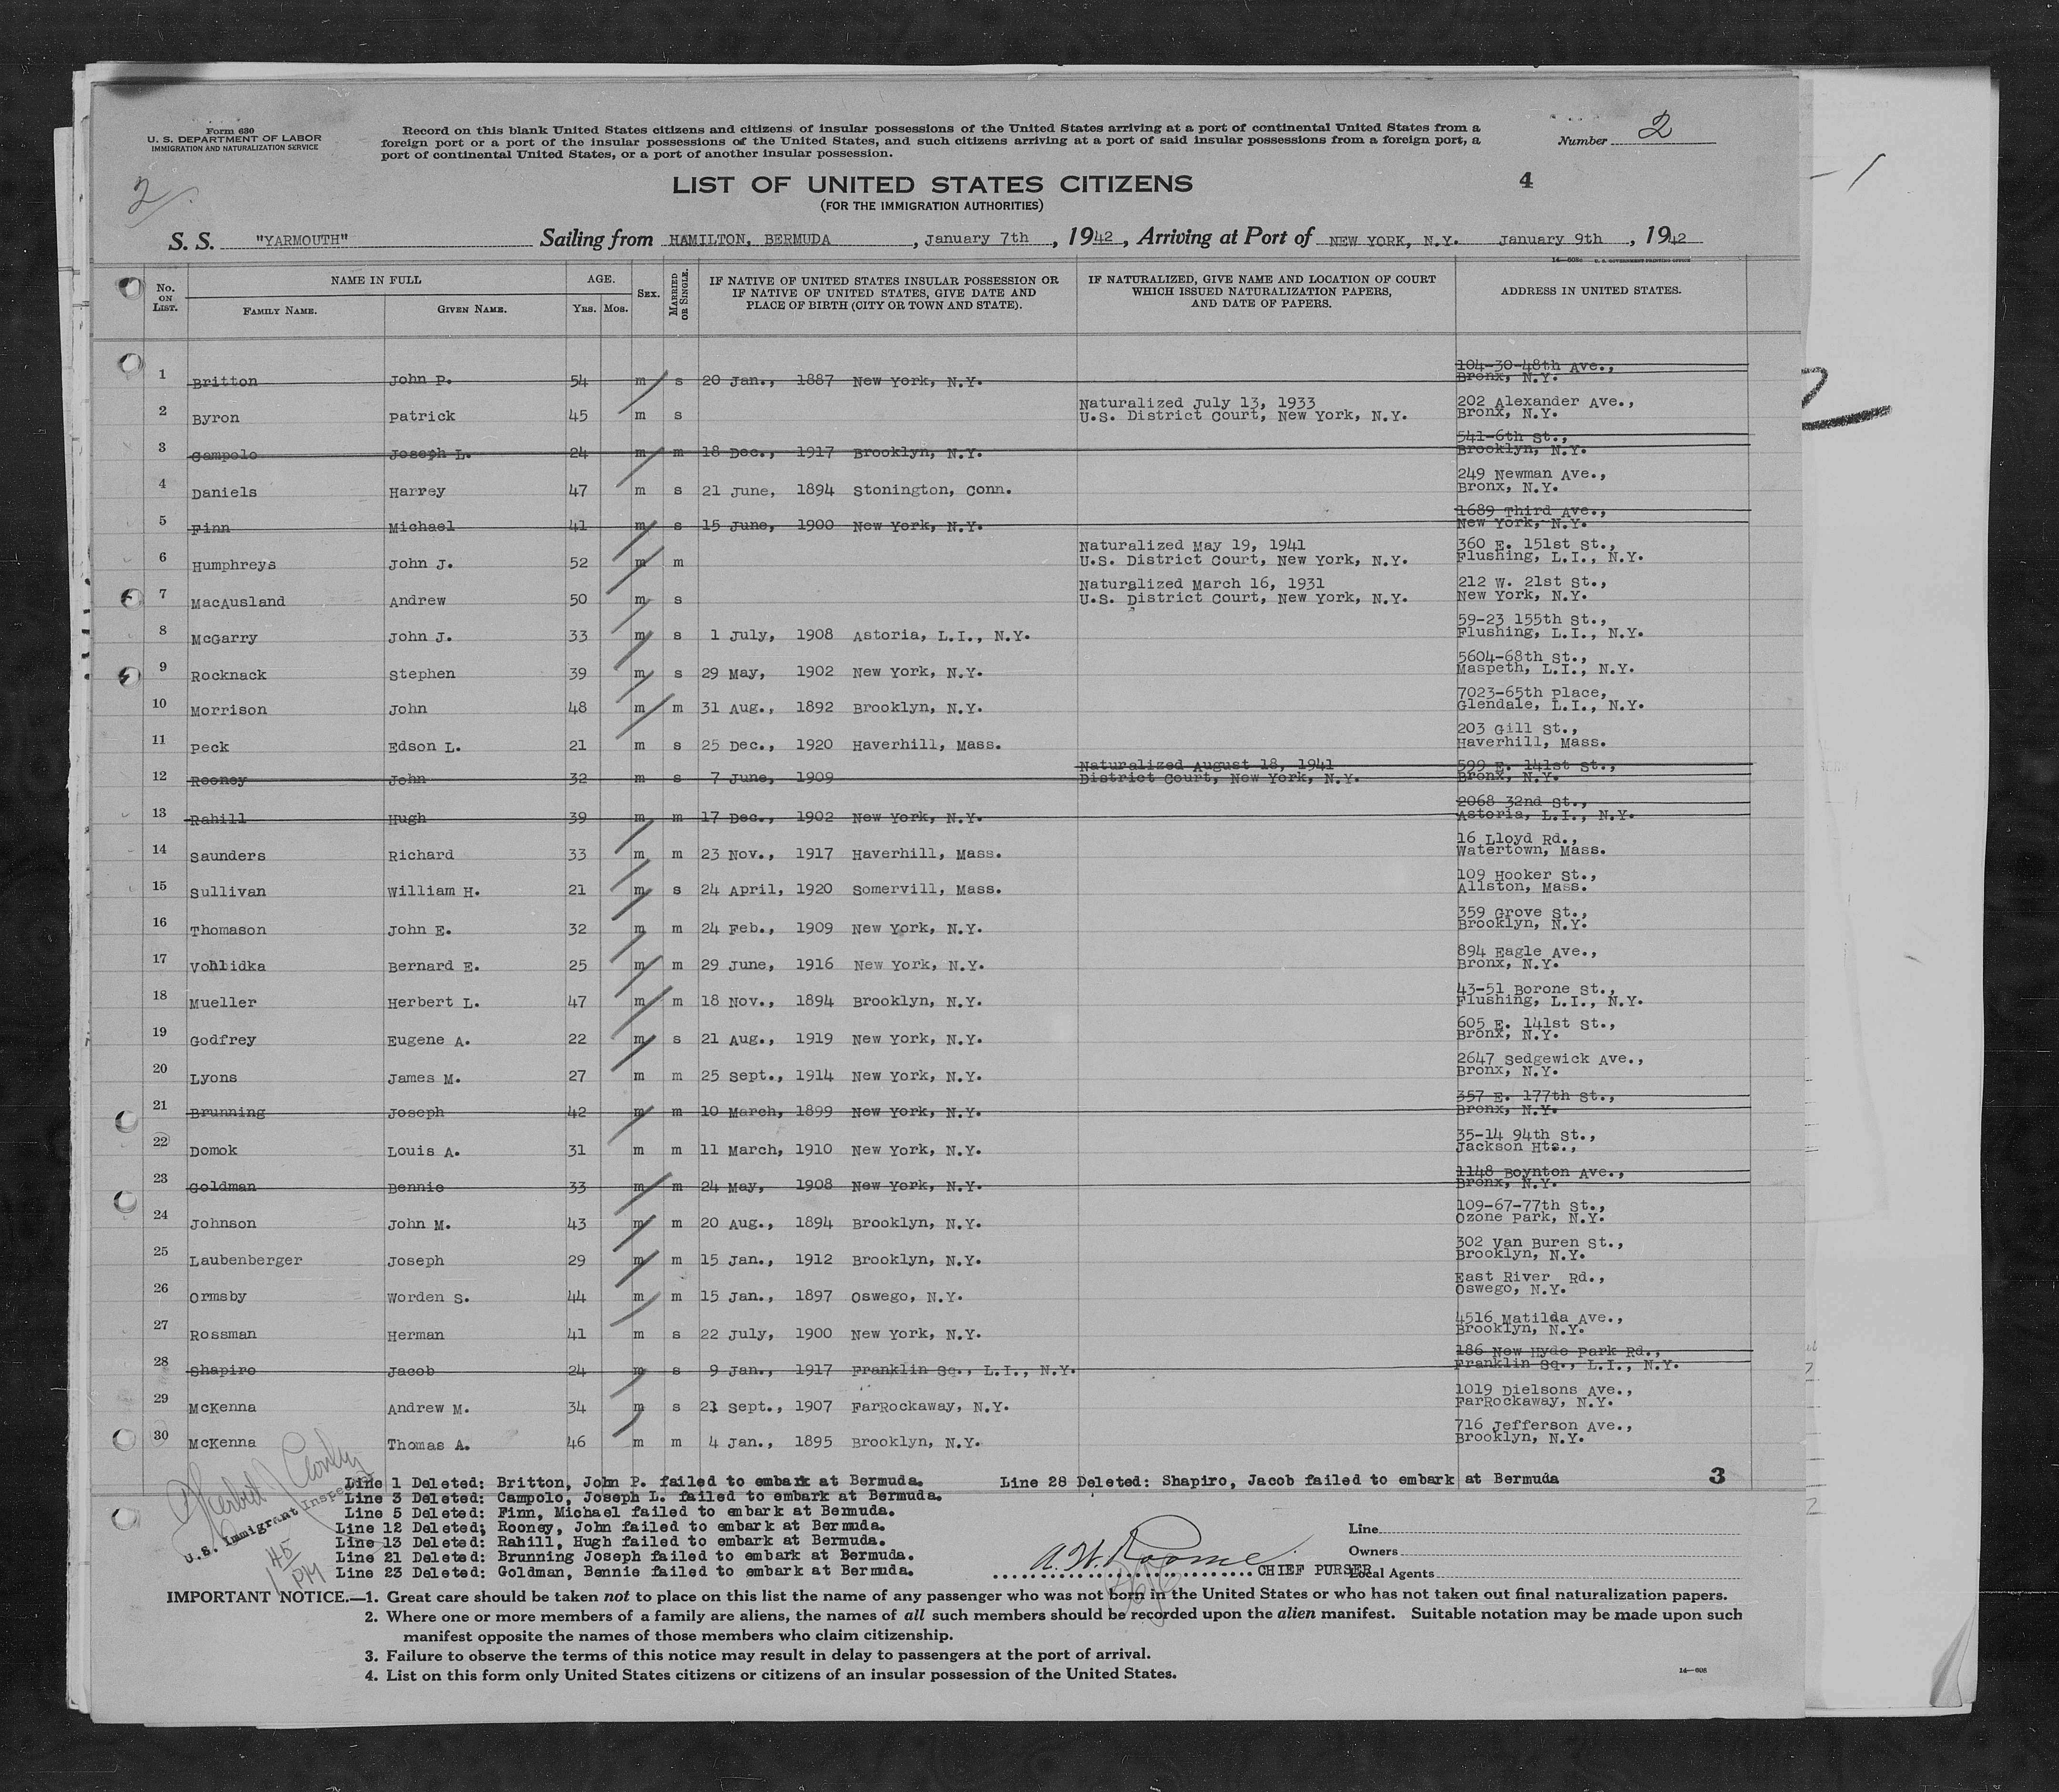 Form 630
U. S. DEPARTMENT OF LABOR
IMMIGRATION AND NATURALIZATION SERVICE
Record on this blank United States citizens and citizens of insular possessions of the United States arriving at a port of continental United States from a
foreign port or a port of the insular possessions of the United States, and such citizens arriving at a port of said insular possessions from a foreign port, a
port of continental United States, or a port of another insular possession.
Number 2
2
LIST OF UNITED STATES CITIZENS 4
(FOR THE IMMIGRATION AUTHORITIES)
S. S. "YARMOUTH" Sailing from HAMILTON, BERMUDA, January 7th, 1942, Arriving at Port of NEW YORK, N.Y. January 9th, 1942
No. ON LIST. NAME IN FULL FAMILY NAME. GIVEN NAME. AGE. YRS. MOS. SEX. MARRIED OR SINGLE. IF NATIVE OF UNITED STATES INSULAR POSSESSION OR IF NATIVE OF UNITED STATES, GIVE DATE AND PLACE OF BIRTH (CITY OR TOWN AND STATE). IF NATURALIZED, GIVE NAME AND LOCATION OF COURT WHICH ISSUED NATURALIZATION PAPERS, AND DATE OF PAPERS. ADDRESS IN UNITED STATES.
1 Britton John P. 54 m s 20 Jan., 1887 New York, N.Y. 104-30-48th Ave., Bronx, N.Y.
2 Byron Patrick 45 m s Naturalized July 13, 1933 U.S. District Court, New York, N.Y. 202 Alexander Ave., Bronx, N.Y.
3 Campolo Joseph L. 24 m m 18 Dec., 1917 Brooklyn, N.Y. 541-6th St., Brooklyn, N.Y.
4 Daniels Harrey 47 m s 21 June, 1894 Stonington, Conn. 249 Newman Ave., Bronx, N.Y.
5 Finn Michael 41 m s 15 June, 1900 New York, N.Y. 1689 Third Ave., New York, N.Y.
6 Humphreys John J. 52 m m Naturalized May 19, 1941 U.S. District Court, New York, N.Y. 360 E. 151st St., Flushing, L.I., N.Y.
7 MacAusland Andrew 50 m s Naturalized March 16, 1931 U.S. District Court, New York, N.Y. 212 W. 21st St., New York, N.Y.
8 McGarry John J. 33 m s 1 July, 1908 Astoria, L.I., N.Y. 59-23 155th St., Flushing, L.I., N.Y.
9 Rocknack Stephen 39 m s 29 May, 1902 New York, N.Y. 5604-68th St., Maspeth, L.I., N.Y.
10 Morrison John 48 m m 31 Aug., 1892 Brooklyn, N.Y. 7023-65th Place, Glendale, L.I., N.Y.
11 Peck Edson L. 21 m s 25 Dec., 1920 Haverhill, Mass. 203 Gill St., Haverhill, Mass.
12 Rooney John 32 m s 7 June, 1909 Naturalized August 18, 1941 District Court, New York, N.Y. 599 E. 141st St., Bronx, N.Y.
13 Rahill Hugh 39 m m 17 Dec., 1902 New York, N.Y. 2068 32nd St., Astoria, L.I., N.Y.
14 Saunders Richard 33 m m 23 Nov., 1917 Haverhill, Mass. 16 Lloyd Rd., Watertown, Mass.
15 Sullivan William H. 21 m s 24 April, 1920 Somervill, Mass. 109 Hooker St., Allston, Mass.
16 Thomason John E. 32 m m 24 Feb., 1909 New York, N.Y. 359 Grove St., Brooklyn, N.Y.
17 Vohlidka Bernard E. 25 m m 29 June, 1916 New York, N.Y. 894 Eagle Ave., Bronx, N.Y.
18 Mueller Herbert L. 47 m m 18 Nov., 1894 Brooklyn, N.Y. 43-51 Borone St., Flushing, L.I., N.Y.
19 Godfrey Eugene A. 22 m s 21 Aug., 1919 New York, N.Y. 605 E. 141st St., Bronx, N.Y.
20 Lyons James M. 27 m m 25 Sept., 1914 New York, N.Y. 2647 Sedgewick Ave., Bronx, N.Y.
21 Brunning Joseph 42 m m 10 March, 1899 New York, N.Y. 357 E. 177th St., Bronx, N.Y.
22 Domok Louis A. 31 m m 11 March, 1910 New York, N.Y. 35-14 94th St., Jackson Hts.,
23 Goldman Bennie 33 m m 24 May, 1908 New York, N.Y. 1148 Boynton Ave., Bronx, N.Y.
24 Johnson John M. 43 m m 20 Aug., 1894 Brooklyn, N.Y. 109-67-77th St., Ozone Park, N.Y.
25 Laubenberger Joseph 29 m m 15 Jan., 1912 Brooklyn, N.Y. 302 Van Buren St., Brooklyn, N.Y.
26 Ormsby Worden S. 44 m m 15 Jan., 1897 Oswego, N.Y. East River Rd., Oswego, N.Y.
27 Rossman Herman 41 m s 22 July, 1900 New York, N.Y. 4516 Matilda Ave., Brooklyn, N.Y.
28 Shapiro Jacob 24 m s 9 Jan., 1917 Franklin Sq., L.I., N.Y. 186 New Hyde Park Rd., Franklin Sq., L.I., N.Y.
29 McKenna Andrew M. 34 m s 21 Sept., 1907 FarRockaway, N.Y. 1019 Dielsons Ave., FarRockaway, N.Y.
30 McKenna Thomas A. 46 m m 4 Jan., 1895 Brooklyn, N.Y. 716 Jefferson Ave., Brooklyn, N.Y.
Line 1 Deleted: Britton, John P. failed to embark at Bermuda. Line 28 Deleted: Shapiro, Jacob failed to embark at Bermuda 3
Line 3 Deleted: Campolo, Joseph L. failed to embark at Bermuda.
Line 5 Deleted: Finn, Michael failed to embark at Bermuda.
Line 12 Deleted; Rooney, John failed to embark at Bermuda.
Line 13 Deleted: Rahill, Hugh failed to embark at Bermuda.
Line 21 Deleted: Brunning Joseph failed to embark at Bermuda.
Line 23 Deleted: Goldman, Bennie failed to embark at Bermuda.
U.S. Immigrant Inspector
1 45 PM
A. W. Roome CHIEF PURSER
Line
Owners
Local Agents
IMPORTANT NOTICE.—1. Great care should be taken not to place on this list the name of any passenger who was not born in the United States or who has not taken out final naturalization papers.
2. Where one or more members of a family are aliens, the names of all such members should be recorded upon the alien manifest. Suitable notation may be made upon such
manifest opposite the names of those members who claim citizenship.
3. Failure to observe the terms of this notice may result in delay to passengers at the port of arrival.
4. List on this form only United States citizens or citizens of an insular possession of the United States.
14—608